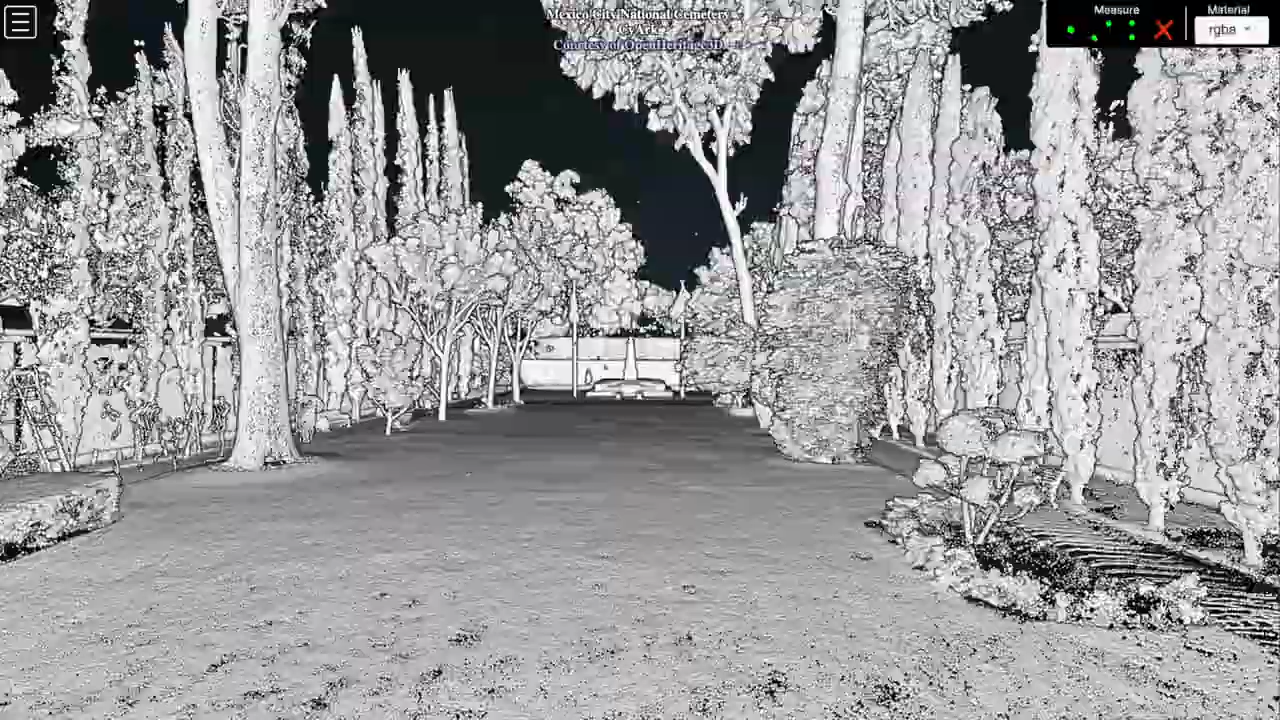 Mexico City National Cemetery
CyArk
Courtesy of OpenHeritage3D
Measure
Material
rgba